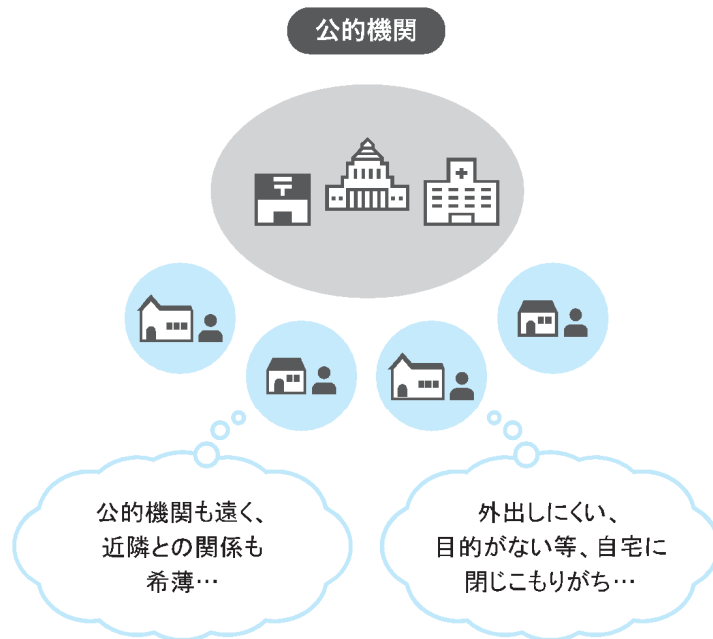 公的機関
公的機関も遠く、
近隣との関係も
希薄…
外出しにくい、
目的がない等、自宅に
閉じこもりがち…